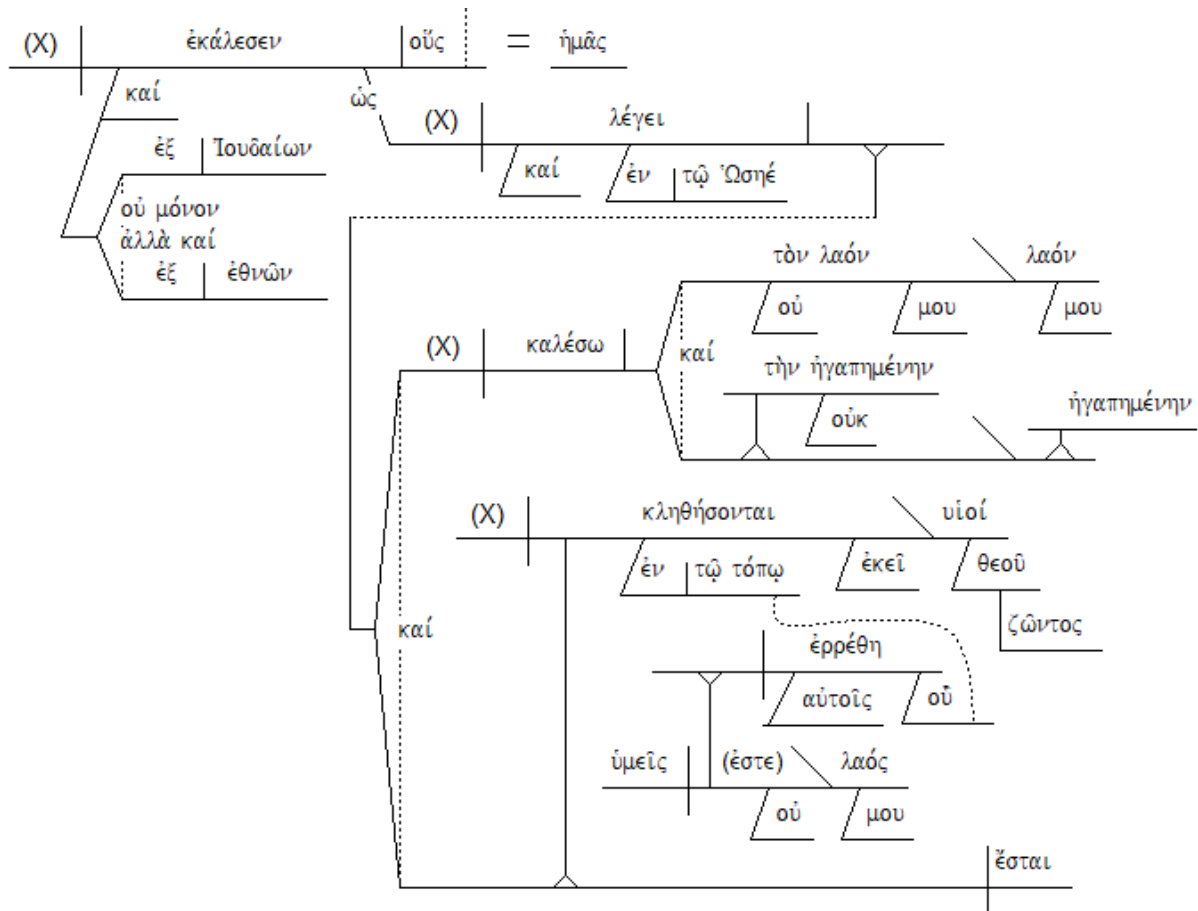 (X) ἐκάλεσεν οὕς = ἡμᾶς
καί
ὡς
(X) λέγει
ἐξ Ἰουδαίων
καί ἐν τῷ Ὡσηέ
οὐ μόνον
ἀλλὰ καί
ἐξ ἐθνῶν
τὸν λαόν λαόν
οὐ μου μου
(X) καλέσω καί
τὴν ἠγαπημένην
οὐκ
ἠγαπημένην
(X) κληθήσονται υἱοί
ἐν τῷ τόπῳ ἐκεῖ θεοῦ
ζῶντος
καί
ἐρρέθη
αὐτοῖς οὗ
ὑμεῖς (ἐστε) λαός
οὐ μου
ἔσται